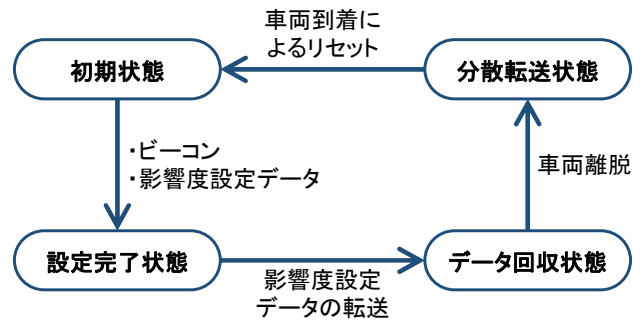 車両到着に
よるリセット
初期状態
分散転送状態
・ビーコン
・影響度設定データ
車両離脱
設定完了状態
データ回収状態
影響度設定
データの転送